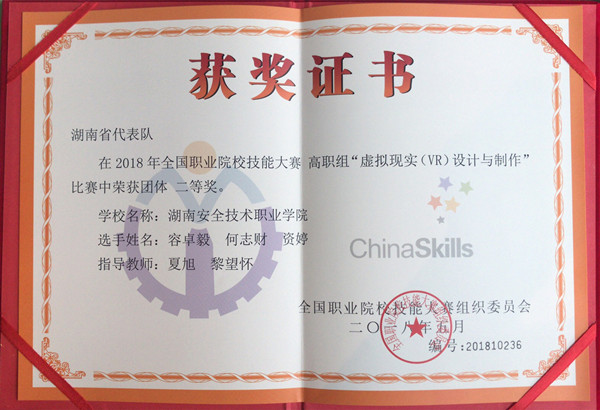 获奖证书
湖南省代表队
在2018年全国职业院校技能大赛 高职组“虚拟现实（VR）设计与制作”
比赛中荣获团体 二等奖。
学校名称：湖南安全技术职业学院
选手姓名：容卓毅 何志财 资婷
指导教师：夏旭 黎望怀
ChinaSkills
全国职业院校技能大赛组织委员会
二〇一八年五月
编号:201810236